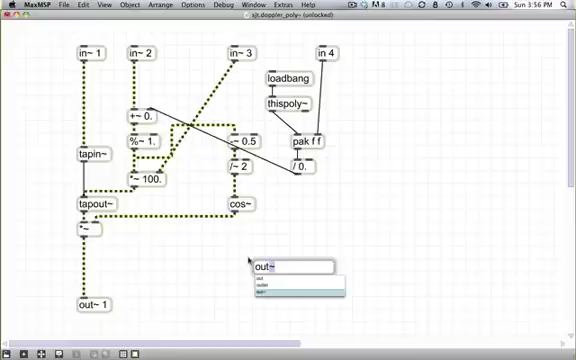 MaxMSP File Edit View Object Arrange Options Debug Window Extras Help Sun 3:56 PM
sjt.doppler_poly~ (unlocked)
in~ 1
in~ 2
in~ 3
in 4
loadbang
thispoly~
+~ 0.
%~ 1.
-~ 0.5
pak f f
tapin~
/~ 2
/ 0.
*~ 100.
tapout~
cos~
*~
out~
out
outlet
out~
out~ 1